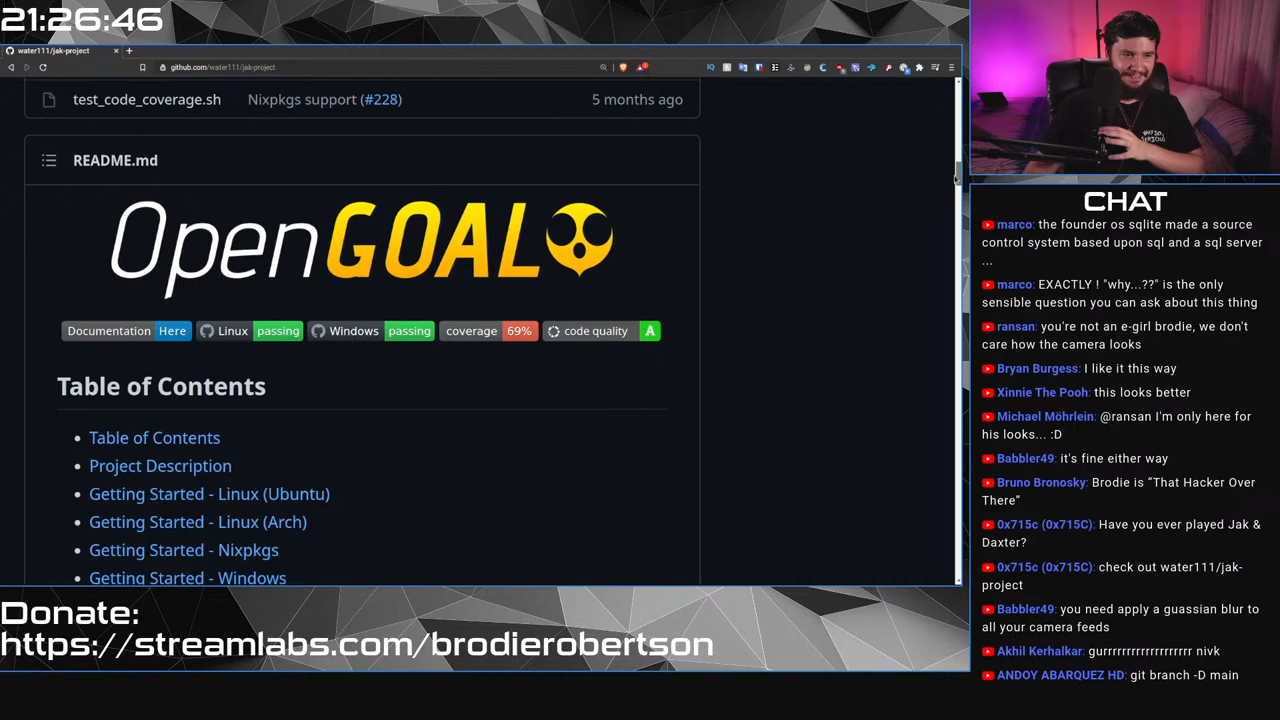 21:26:46
water111/jak-project
github.com/water111/jak-project
test_code_coverage.sh Nixpkgs support (#228) 5 months ago
README.md
OpenGOAL
Documentation Here Linux passing Windows passing coverage 69% code quality A
Table of Contents
Table of Contents
Project Description
Getting Started - Linux (Ubuntu)
Getting Started - Linux (Arch)
Getting Started - Nixpkgs
Getting Started - Windows
Donate:
https://streamlabs.com/brodierobertson
CHAT
marco: the founder os sqlite made a source
control system based upon sql and a sql server
...
marco: EXACTLY ! "why...??" is the only
sensible question you can ask about this thing
ransan: you're not an e-girl brodie, we don't
care how the camera looks
Bryan Burgess: I like it this way
Xinnie The Pooh: this looks better
Michael Möhrlein: @ransan I'm only here for
his looks... :D
Babbler49: it's fine either way
Bruno Bronosky: Brodie is “That Hacker Over
There”
0x715c (0x715C): Have you ever played Jak &
Daxter?
0x715c (0x715C): check out water111/jak-
project
Babbler49: you need apply a guassian blur to
all your camera feeds
Akhil Kerhalkar: gurrrrrrrrrrrrrrrrrrr nivk
ANDOY ABARQUEZ HD: git branch -D main